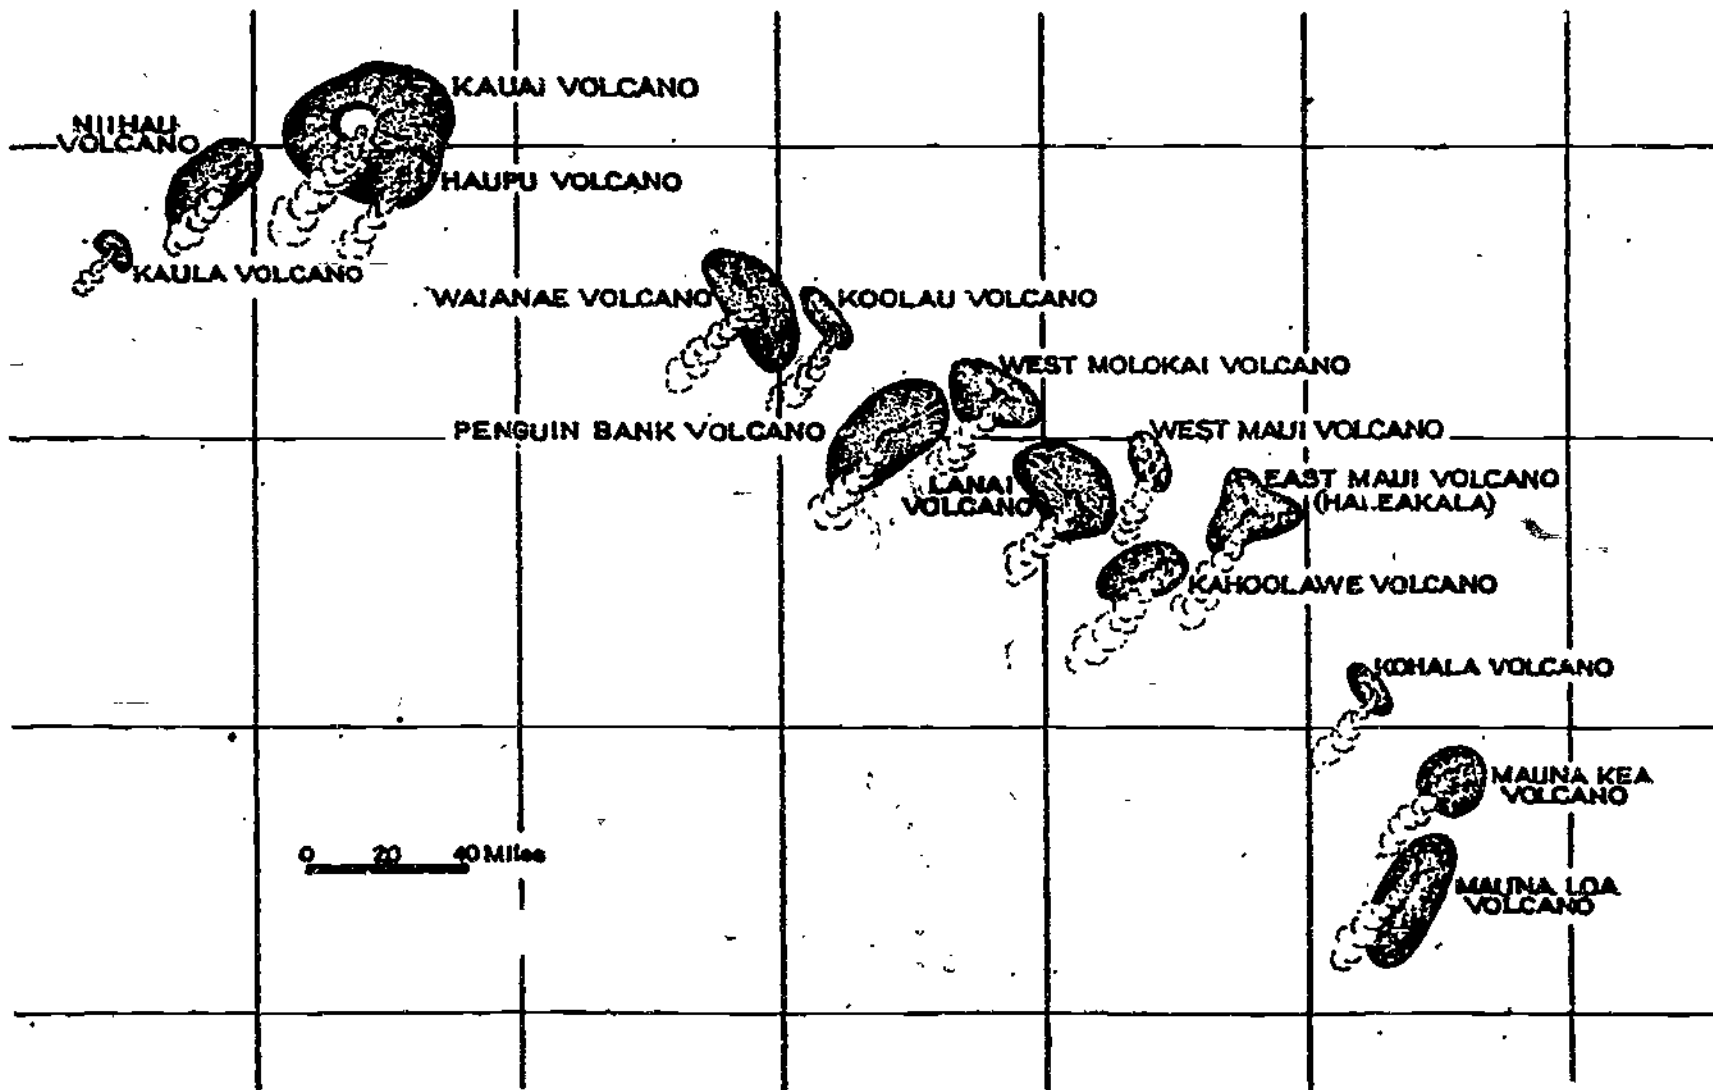 KAUAI VOLCANO
NIIHAU
VOLCANO
HAUPU VOLCANO
KAULA VOLCANO
WAIANAE VOLCANO
KOOLAU VOLCANO
WEST MOLOKAI VOLCANO
PENGUIN BANK VOLCANO
WEST MAUI VOLCANO
LANAI
VOLCANO
EAST MAUI VOLCANO
(HALEAKALA)
KAHOOLAWE VOLCANO
KOHALA VOLCANO
MAUNA KEA
VOLCANO
0 20 40 Miles
MAUNA LOA
VOLCANO